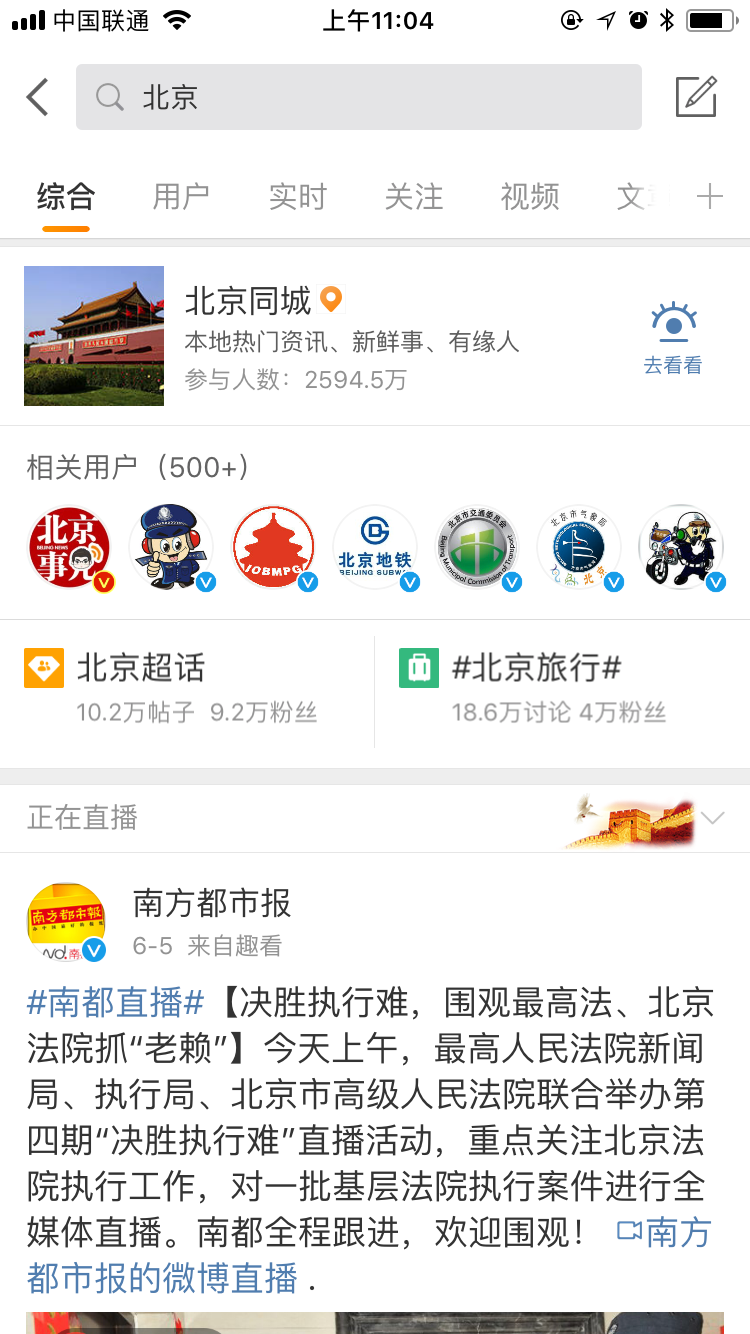 中国联通
上午11:04
北京
综合 用户 实时 关注 视频 文
北京同城
本地热门资讯、新鲜事、有缘人
参与人数：2594.5万
去看看
相关用户（500+）
北京
BEIJING NEWS
事儿
IOBMPG
北京地铁
BEIJING SUBW
北京市交通委员会
Beijing Municipal Commission of Transport
北京市气象局
北京超话
10.2万帖子 9.2万粉丝
#北京旅行#
18.6万讨论 4万粉丝
正在直播
南方都市報
南方都市报
6-5 来自趣看
#南都直播#【决胜执行难，围观最高法、北京
法院抓“老赖”】今天上午，最高人民法院新闻
局、执行局、北京市高级人民法院联合举办第
四期“决胜执行难”直播活动，重点关注北京法
院执行工作，对一批基层法院执行案件进行全
媒体直播。南都全程跟进，欢迎围观！ 南方
都市报的微博直播 .